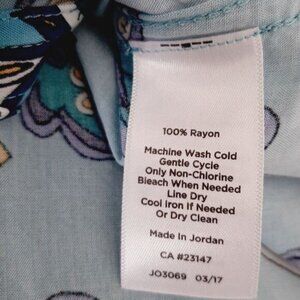 100% Rayon
Machine Wash Cold
Gentle Cycle
Only Non-Chlorine
Bleach When Needed
Line Dry
Cool Iron If Needed
Or Dry Clean
Made In Jordan
CA #23147
JO3069 03/17